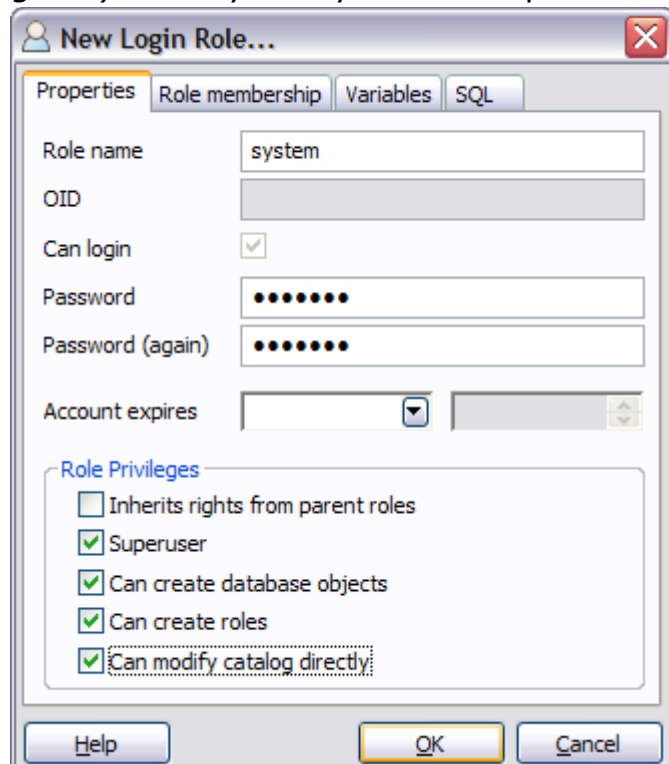 New Login Role...
Properties Role membership Variables SQL
Role name system
OID
Can login
Password •••••••
Password (again) •••••••
Account expires
Role Privileges
Inherits rights from parent roles
Superuser
Can create database objects
Can create roles
Can modify catalog directly
Help OK Cancel